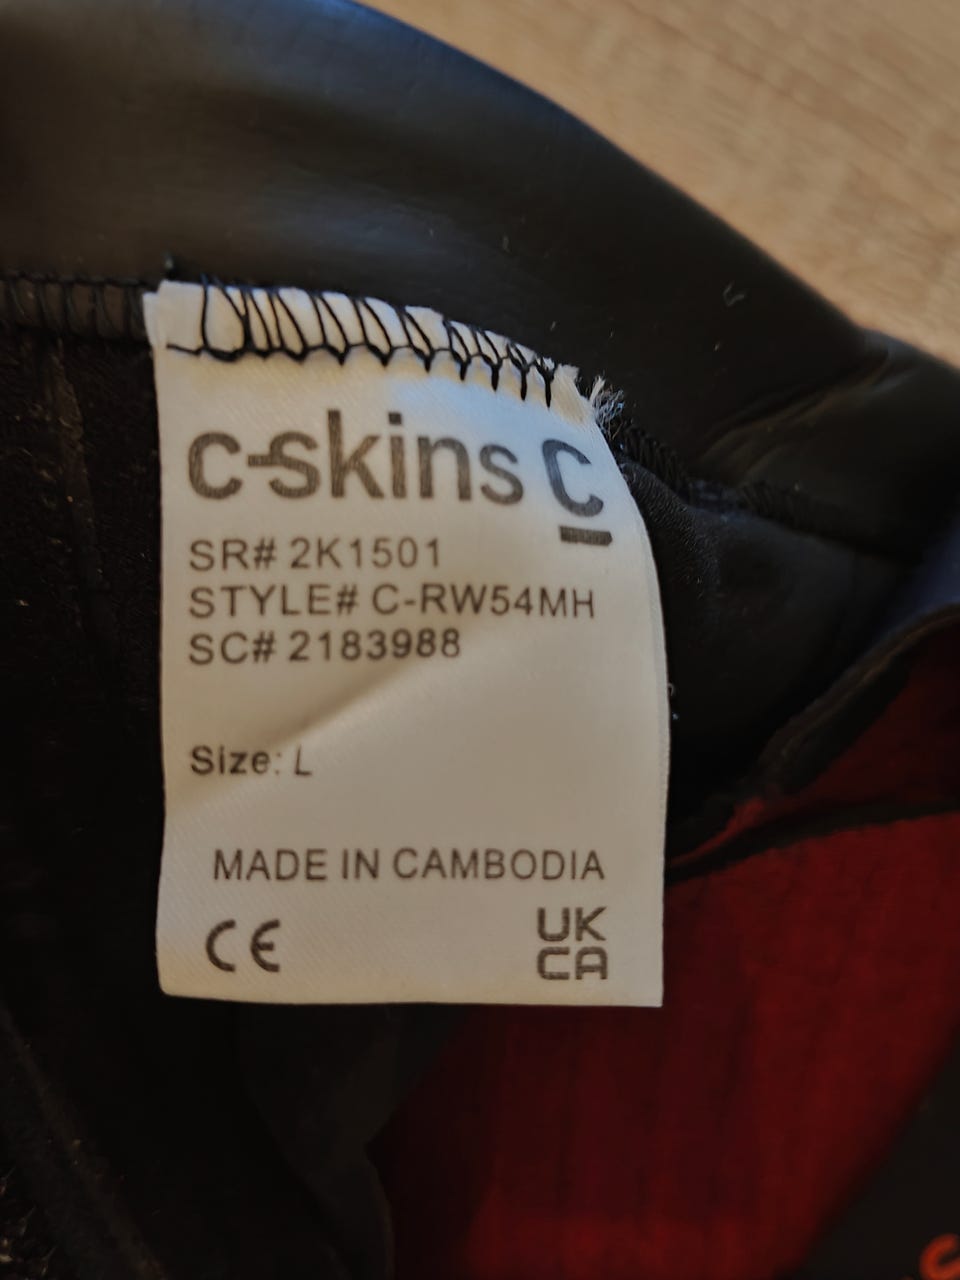 c-skins C
SR# 2K1501
STYLE# C-RW54MH
SC# 2183988
Size: L
MADE IN CAMBODIA
CE
UK
CA